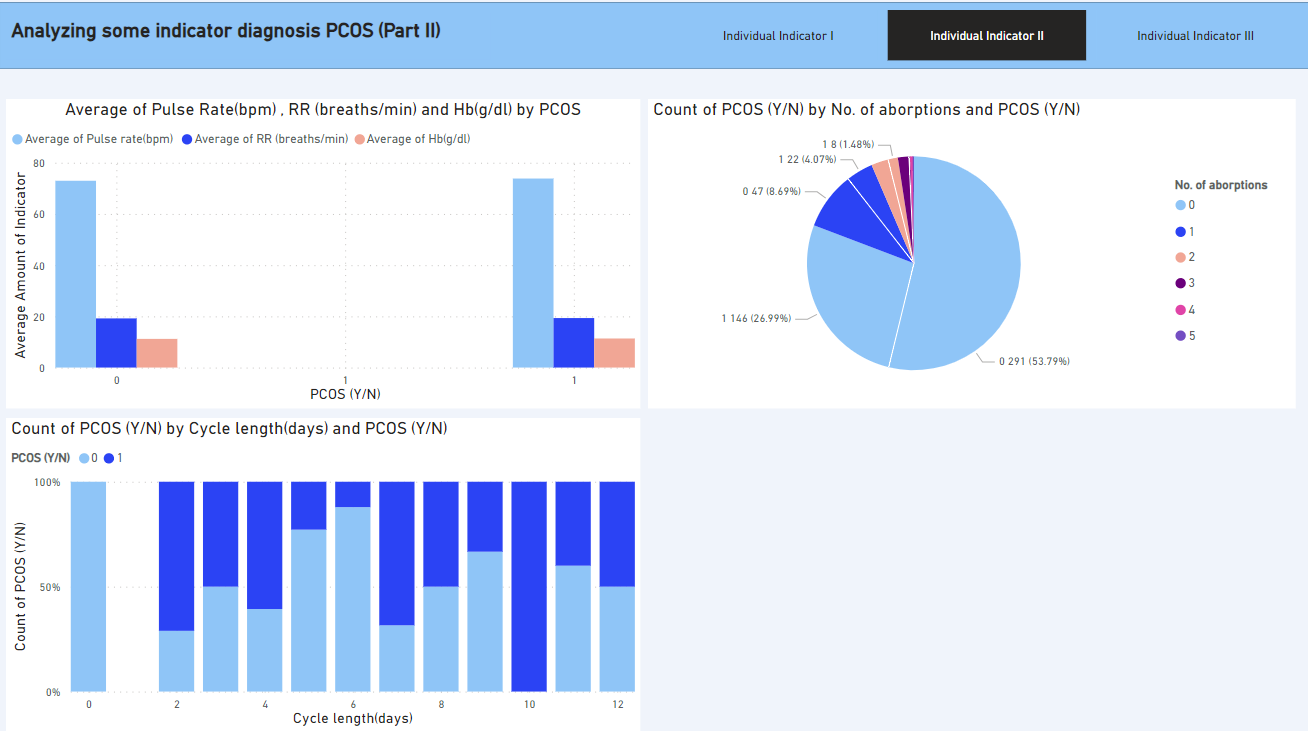 Analyzing some indicator diagnosis PCOS (Part II)
Individual Indicator I
Individual Indicator II
Individual Indicator III
Average of Pulse Rate(bpm) , RR (breaths/min) and Hb(g/dl) by PCOS
Average of Pulse rate(bpm) Average of RR (breaths/min) Average of Hb(g/dl)
Average Amount of Indicator
80
60
40
20
0
0 1 1
PCOS (Y/N)
Count of PCOS (Y/N) by No. of aborptions and PCOS (Y/N)
1 8 (1.48%)
1 22 (4.07%)
0 47 (8.69%)
1 146 (26.99%)
0 291 (53.79%)
No. of aborptions
0
1
2
3
4
5
Count of PCOS (Y/N) by Cycle length(days) and PCOS (Y/N)
PCOS (Y/N) 0 1
Count of PCOS (Y/N)
100%
50%
0%
0 2 4 6 8 10 12
Cycle length(days)